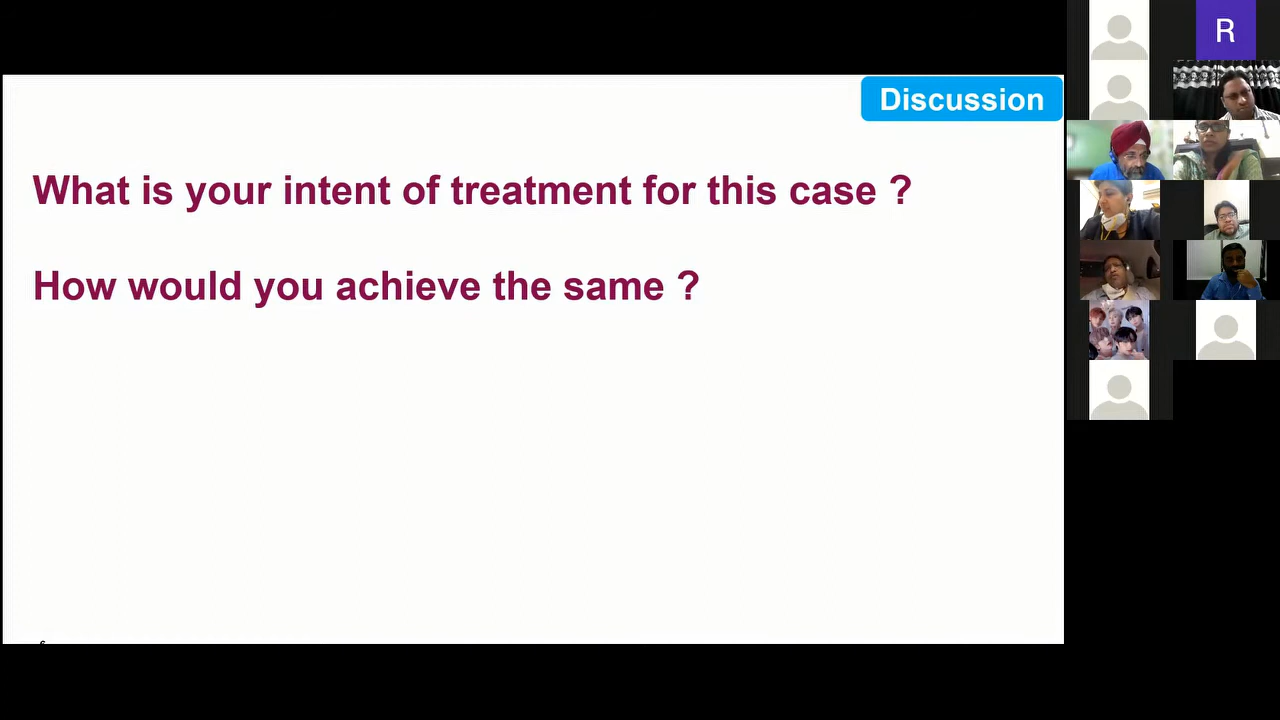 Discussion
What is your intent of treatment for this case ?
How would you achieve the same ?
R